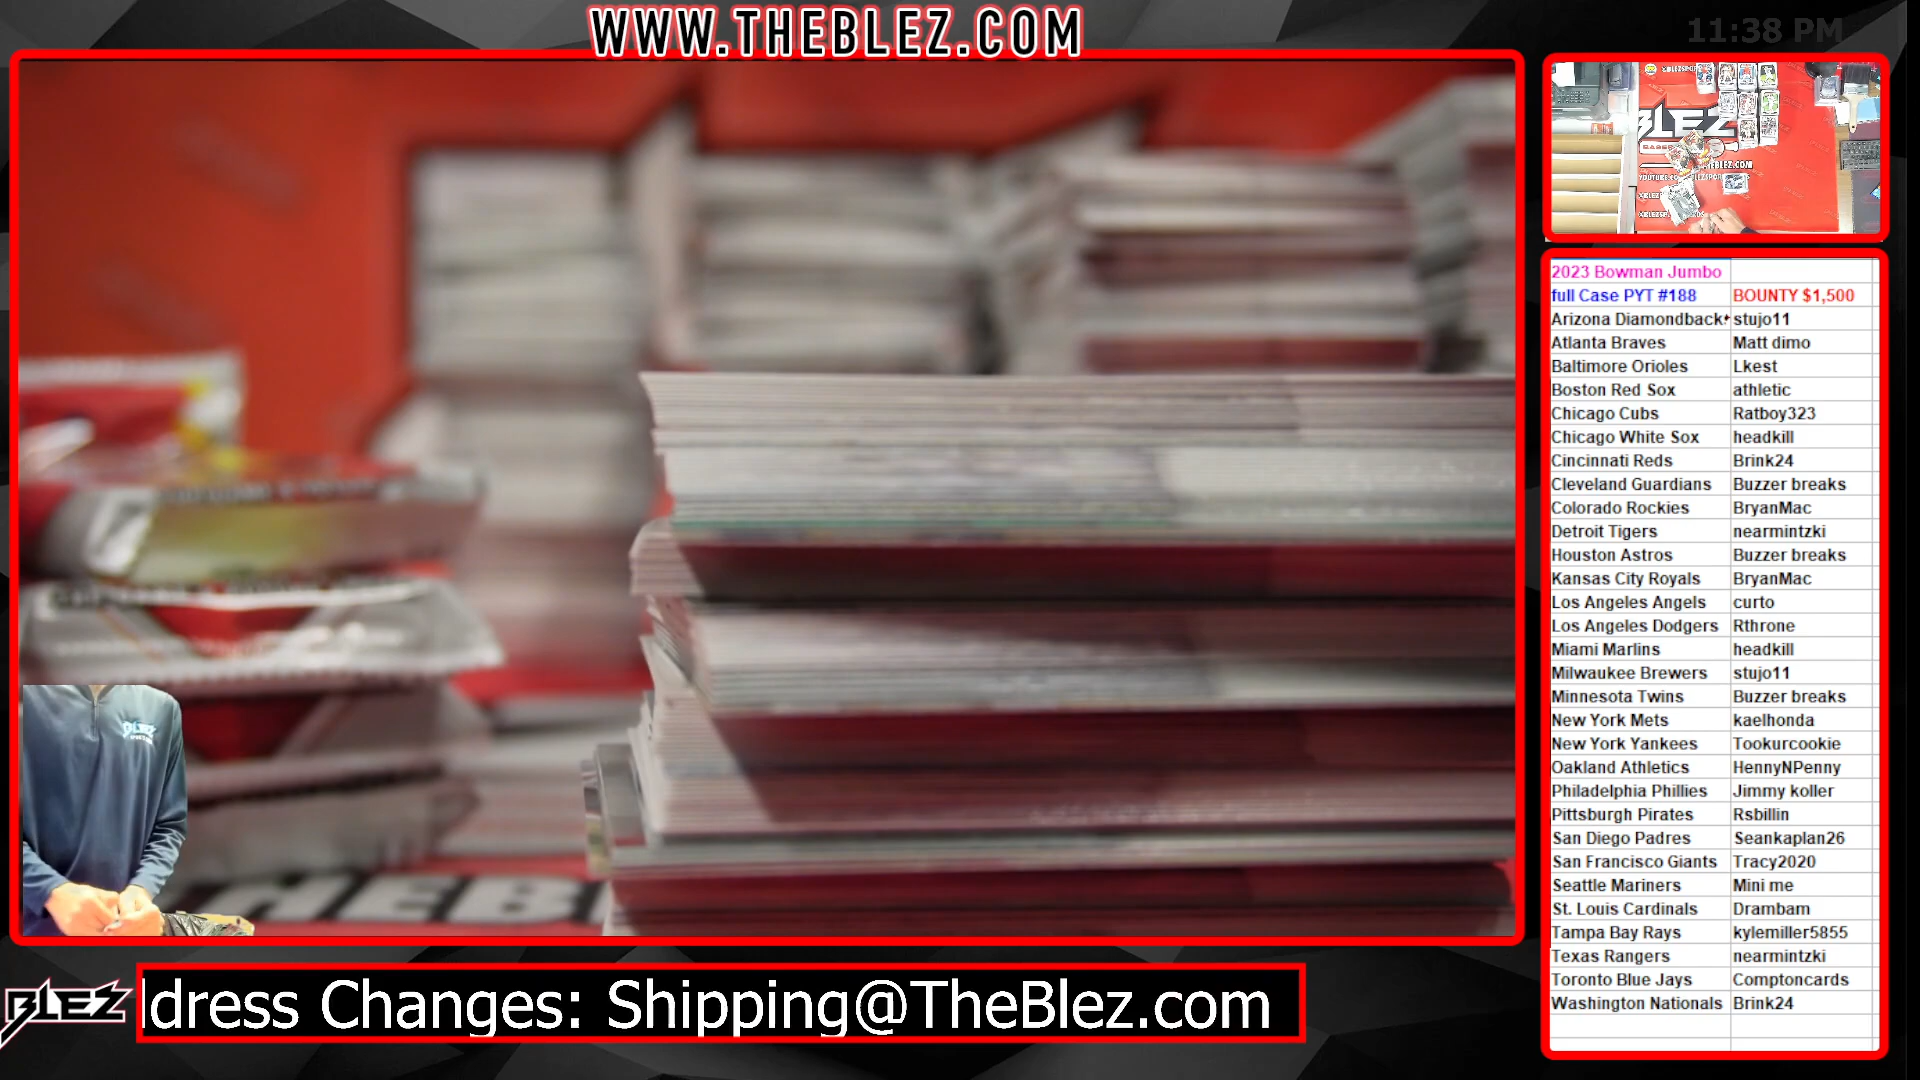 WWW.THEBLEZ.COM
11:38 PM
BLEZ
2023 Bowman Jumbo
full Case PYT #188 BOUNTY $1,500
Arizona Diamondback stujo11
Atlanta Braves Matt dimo
Baltimore Orioles Lkest
Boston Red Sox athletic
Chicago Cubs Ratboy323
Chicago White Sox headkill
Cincinnati Reds Brink24
Cleveland Guardians Buzzer breaks
Colorado Rockies BryanMac
Detroit Tigers nearmintzki
Houston Astros Buzzer breaks
Kansas City Royals BryanMac
Los Angeles Angels curto
Los Angeles Dodgers Rthrone
Miami Marlins headkill
Milwaukee Brewers stujo11
Minnesota Twins Buzzer breaks
New York Mets kaelhonda
New York Yankees Tookurcookie
Oakland Athletics HennyNPenny
Philadelphia Phillies Jimmy koller
Pittsburgh Pirates Rsbillin
San Diego Padres Seankaplan26
San Francisco Giants Tracy2020
Seattle Mariners Mini me
St. Louis Cardinals Drambam
Tampa Bay Rays kylemiller5855
Texas Rangers nearmintzki
Toronto Blue Jays Comptoncards
Washington Nationals Brink24
BLEZ
dress Changes: Shipping@TheBlez.com